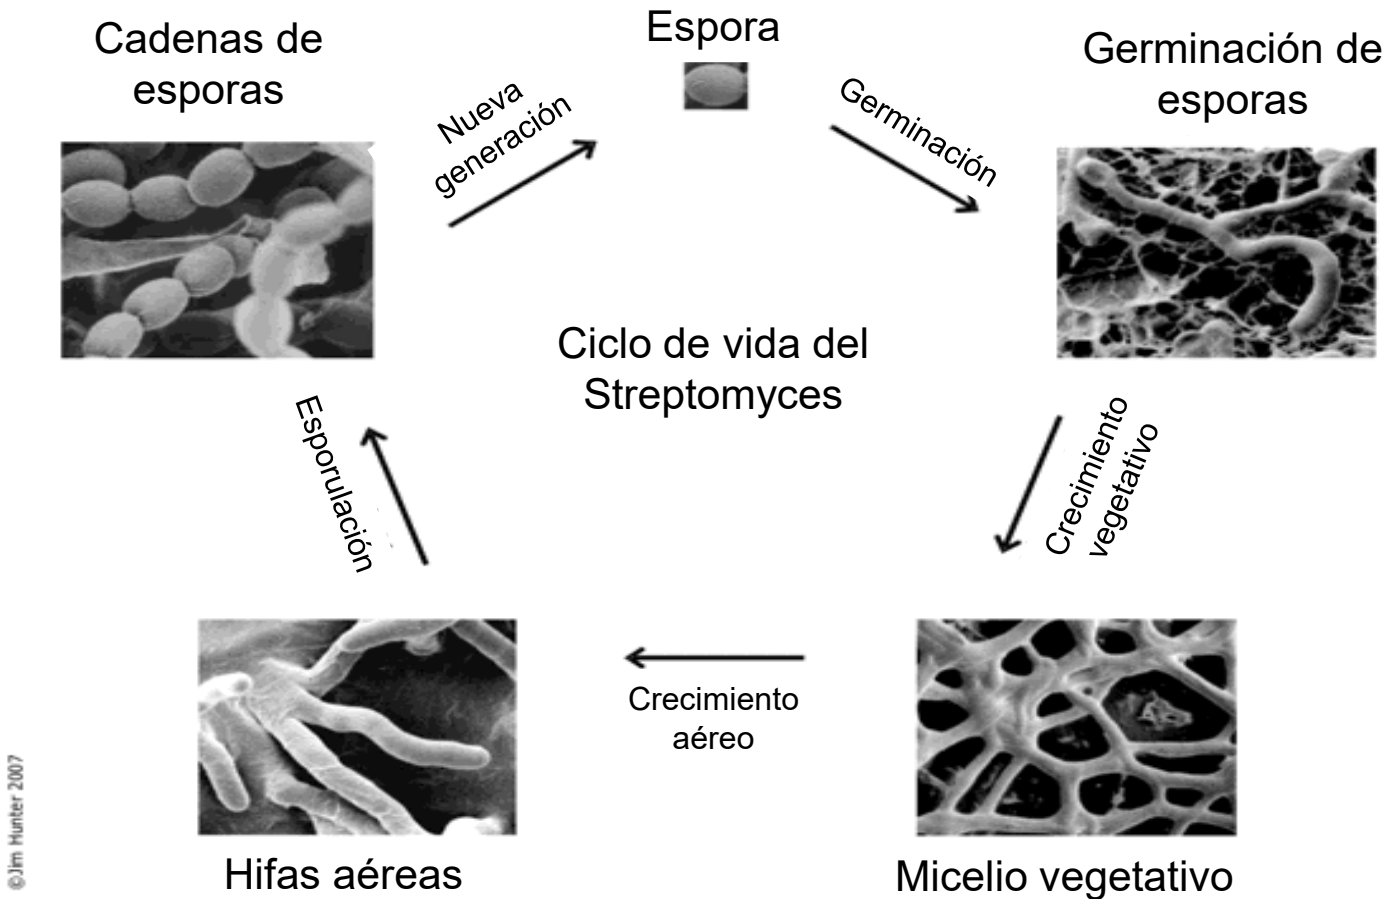 Cadenas de
esporas
Nueva
generación
Espora
Germinación
Germinación de
esporas
Ciclo de vida del
Streptomyces
Crecimiento
vegetativo
Micelio vegetativo
Crecimiento
aéreo
Hifas aéreas
Esporulación
©Jim Hunter 2007